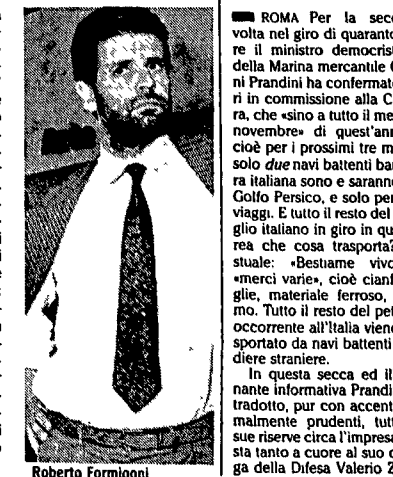 Roberto Formigoni
ROMA Per la seco
volta nel giro di quaranto
re il ministro democrist
della Marina mercantile G
ni Prandini ha confermat
ri in commissione alla C
ra, che «sino a tutto il me
novembre» di quest'ann
cioè per i prossimi tre m
solo due navi battenti ban
ra italiana sono e saranno
Golfo Persico, e solo per
viaggi. E tutto il resto del
glio italiano in giro in qu
rea che cosa trasporta?
stuale: «Bestiame vivo
«merci varie», cioè cianf
glie, materiale ferroso,
mo. Tutto il resto del pet
occorrente all'Italia viene
sportato da navi battenti
diere straniere.
In questa secca ed il
nante informativa Prandi
tradotto, pur con accent
malmente prudenti, tutt
sue riserve circa l'impresa
sta tanto a cuore al suo c
ga della Difesa Valerio Z